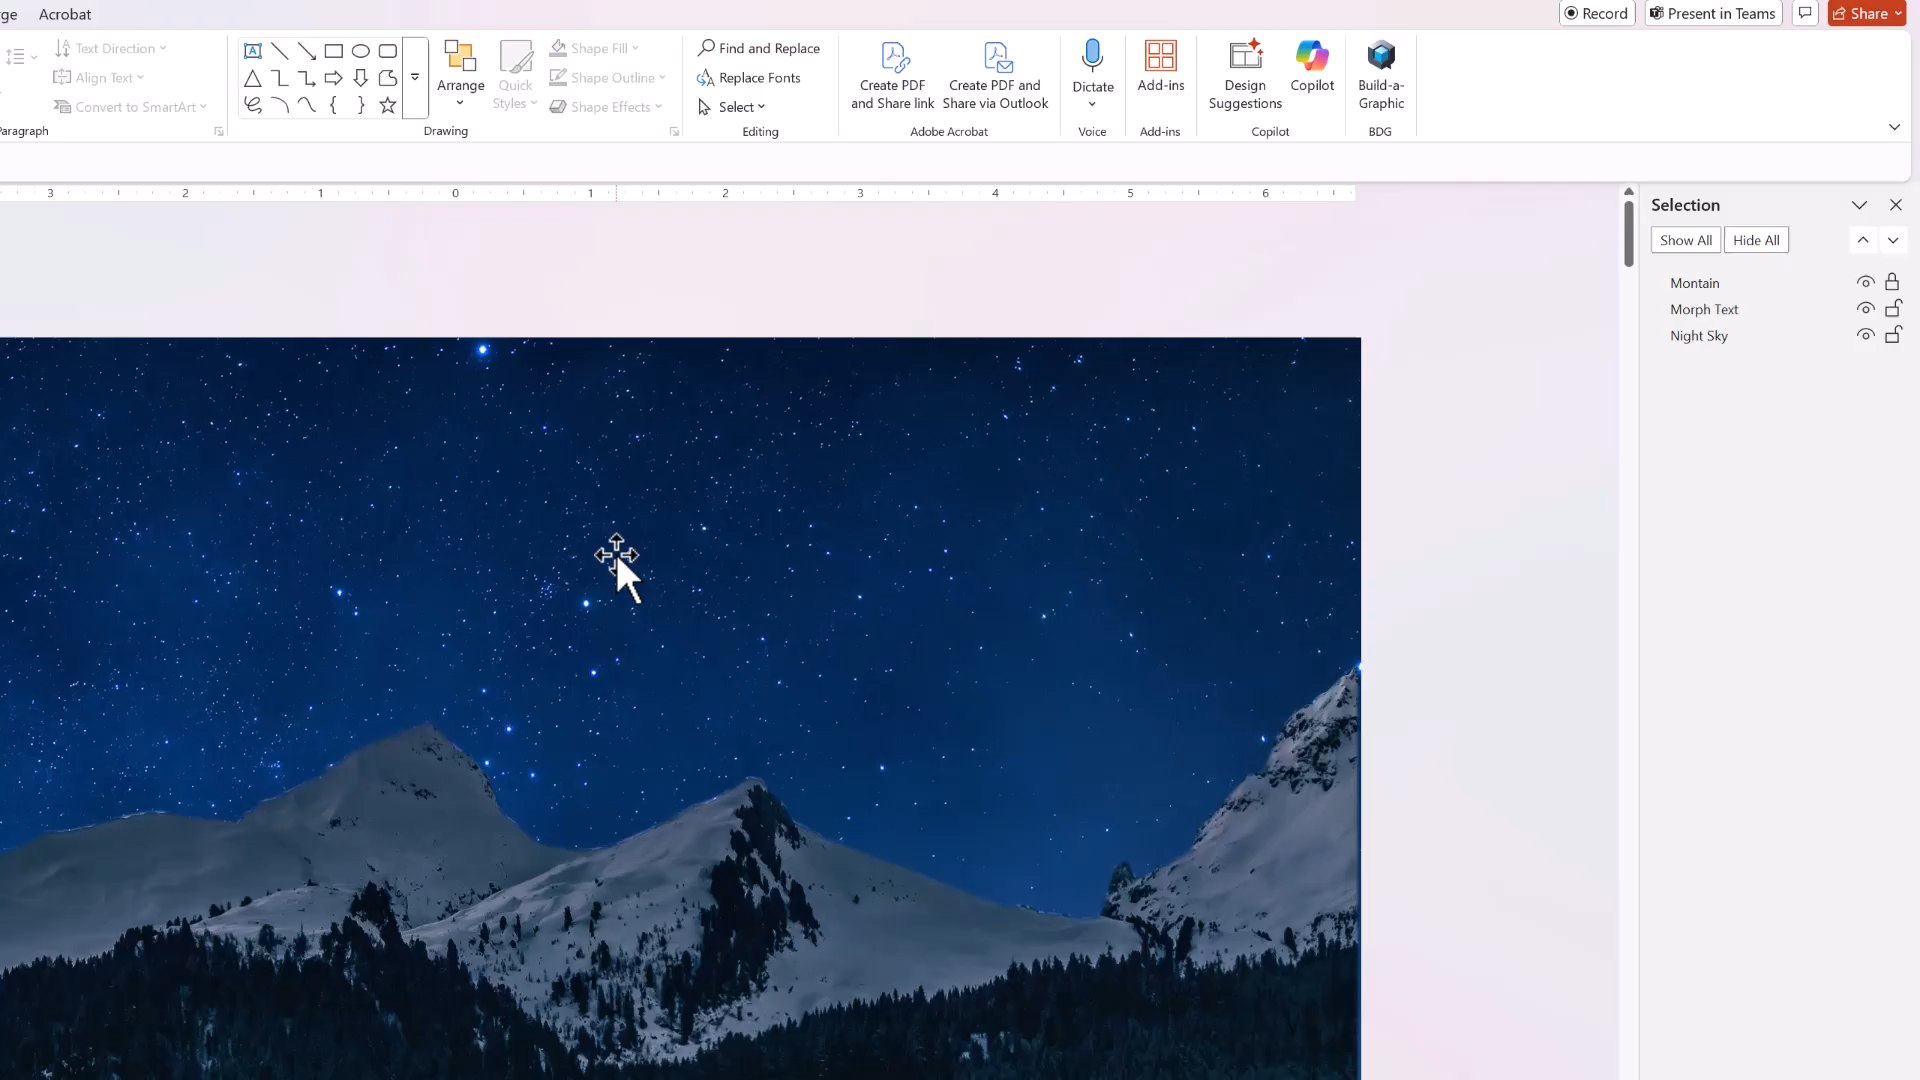 rge Acrobat Record Present in Teams Share
Text Direction Shape Fill Find and Replace
Align Text Shape Outline Replace Fonts
Convert to SmartArt Shape Effects Select
Arrange Quick Styles
Create PDF and Share link
Create PDF and Share via Outlook
Dictate
Add-ins
Design Suggestions
Copilot
Build-a-Graphic
Paragraph Drawing Editing Adobe Acrobat Voice Add-ins Copilot BDG
3 2 1 0 1 2 3 4 5 6
Selection
Show All Hide All
Montain
Morph Text
Night Sky